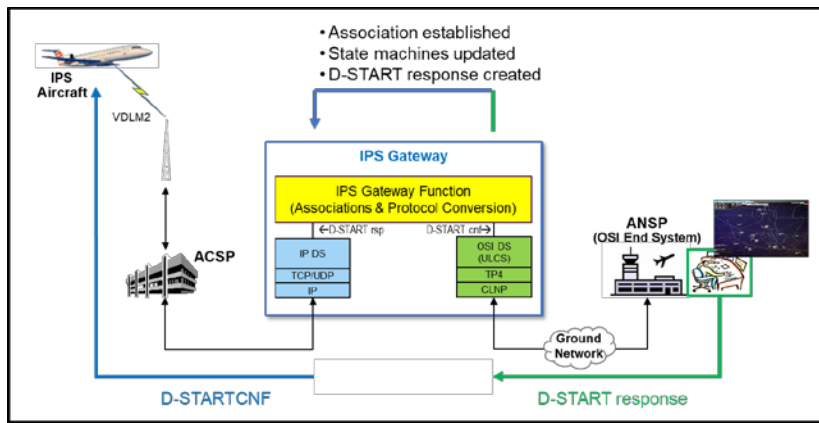 • Association established
• State machines updated
• D-START response created
IPS
Aircraft
VDLM2
IPS Gateway
IPS Gateway Function
(Associations & Protocol Conversion)
←D-START rsp
D-START cnf→
ACSP
IP DS
TCP/UDP
IP
OSI DS
(ULCS)
TP4
CLNP
ANSP
(OSI End System)
Ground
Network
D-STARTCNF
D-START response